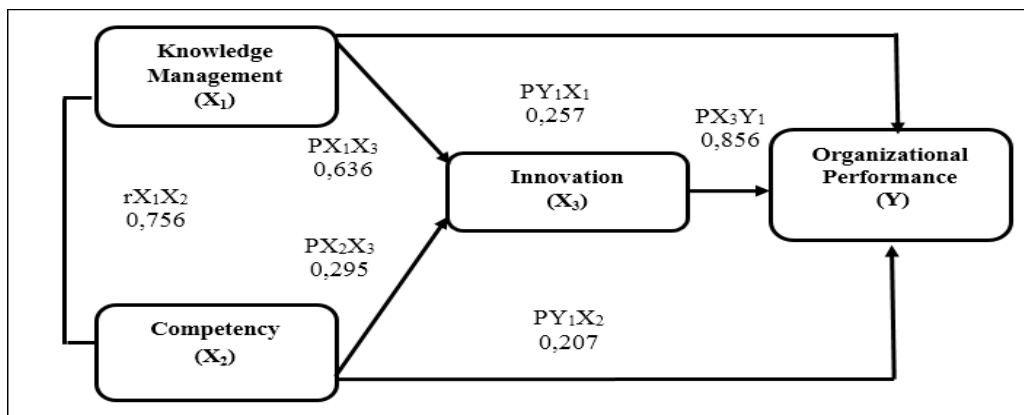 Knowledge
Management
(X₁)
PY₁X₁
0,257
PX₃Y₁
0,856
PX₁X₃
0,636
Organizational
Performance
(Y)
Innovation
(X₃)
rX₁X₂
0,756
PX₂X₃
0,295
PY₁X₂
0,207
Competency
(X₂)